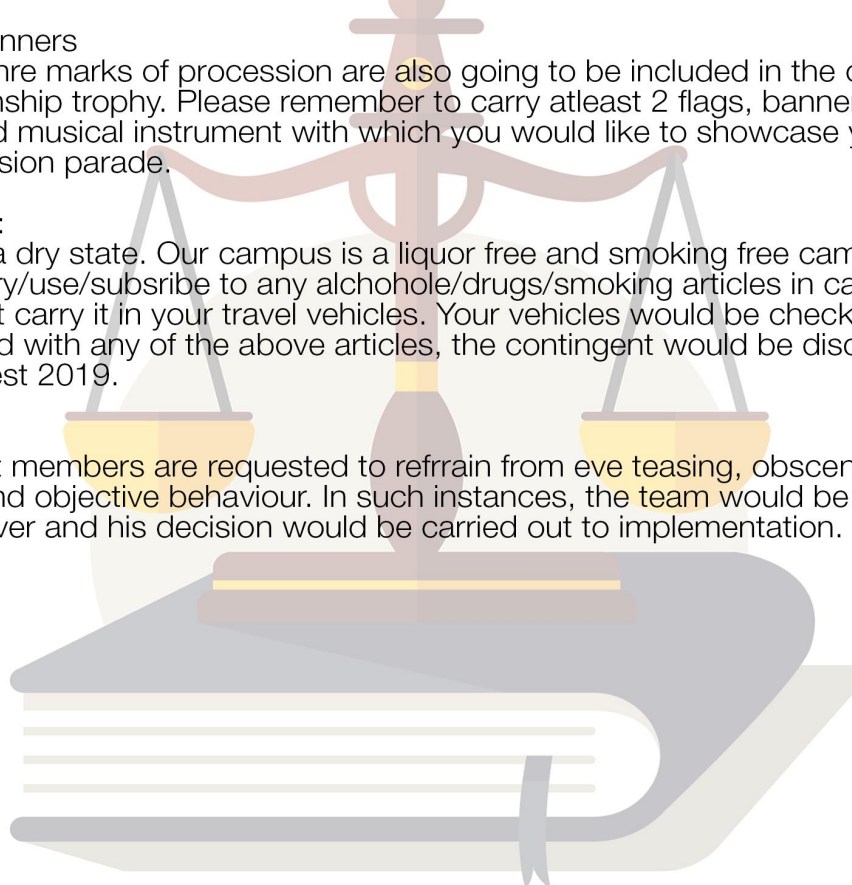 nners
nre marks of procession are also going to be included in the c
nship trophy. Please remember to carry atleast 2 flags, banner
d musical instrument with which you would like to showcase y
sion parade.
:
a dry state. Our campus is a liquor free and smoking free cam
ry/use/subsribe to any alchohole/drugs/smoking articles in ca
t carry it in your travel vehicles. Your vehicles would be check
d with any of the above articles, the contingent would be disc
est 2019.
t members are requested to refrrain from eve teasing, obscen
nd objective behaviour. In such instances, the team would be
ver and his decision would be carried out to implementation.